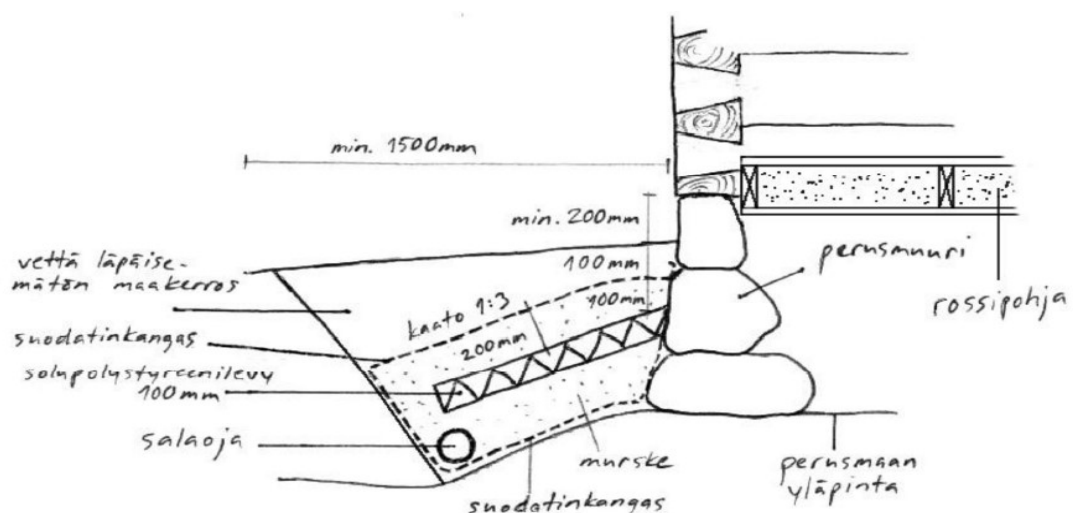 min. 1500mm
min. 200mm
100mm
100mm
kaato 1:3
200mm
vettä läpäise-
mätön maakerros
suodatinkangas
solupolystyreenilevy
100mm
salaoja
suodatinkangas
murske
perusmaan
yläpinta
perusmuuri
rossipohja